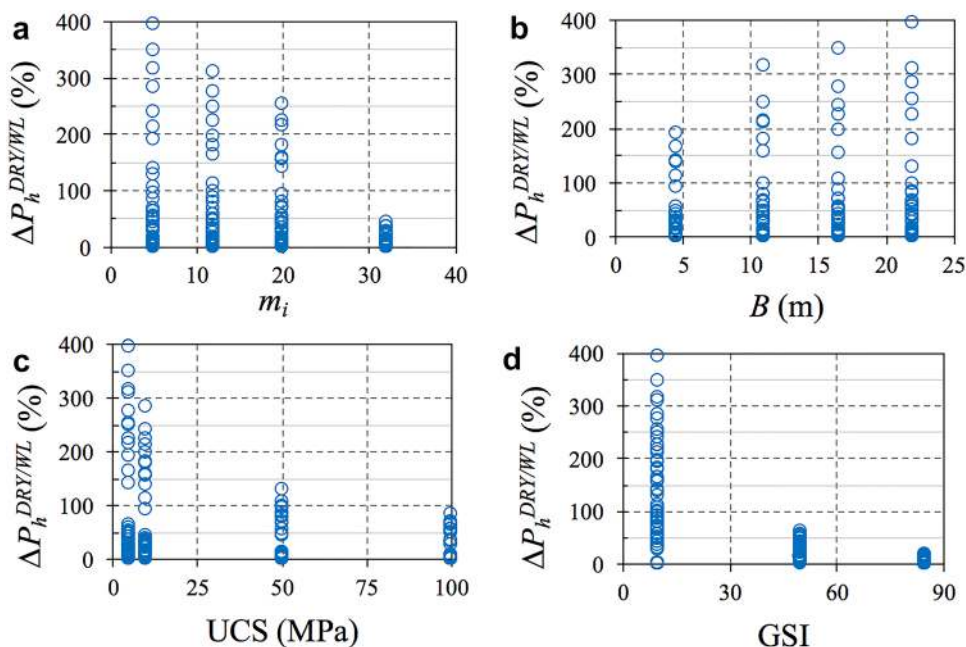 a
ΔP_h^{DRY/WL} (%)
400
300
200
100
0
0 10 20 30 40
m_i
b
ΔP_h^{DRY/WL} (%)
400
300
200
100
0
0 5 10 15 20 25
B (m)
c
ΔP_h^{DRY/WL} (%)
400
300
200
100
0
0 25 50 75 100
UCS (MPa)
d
ΔP_h^{DRY/WL} (%)
400
300
200
100
0
0 30 60 90
GSI